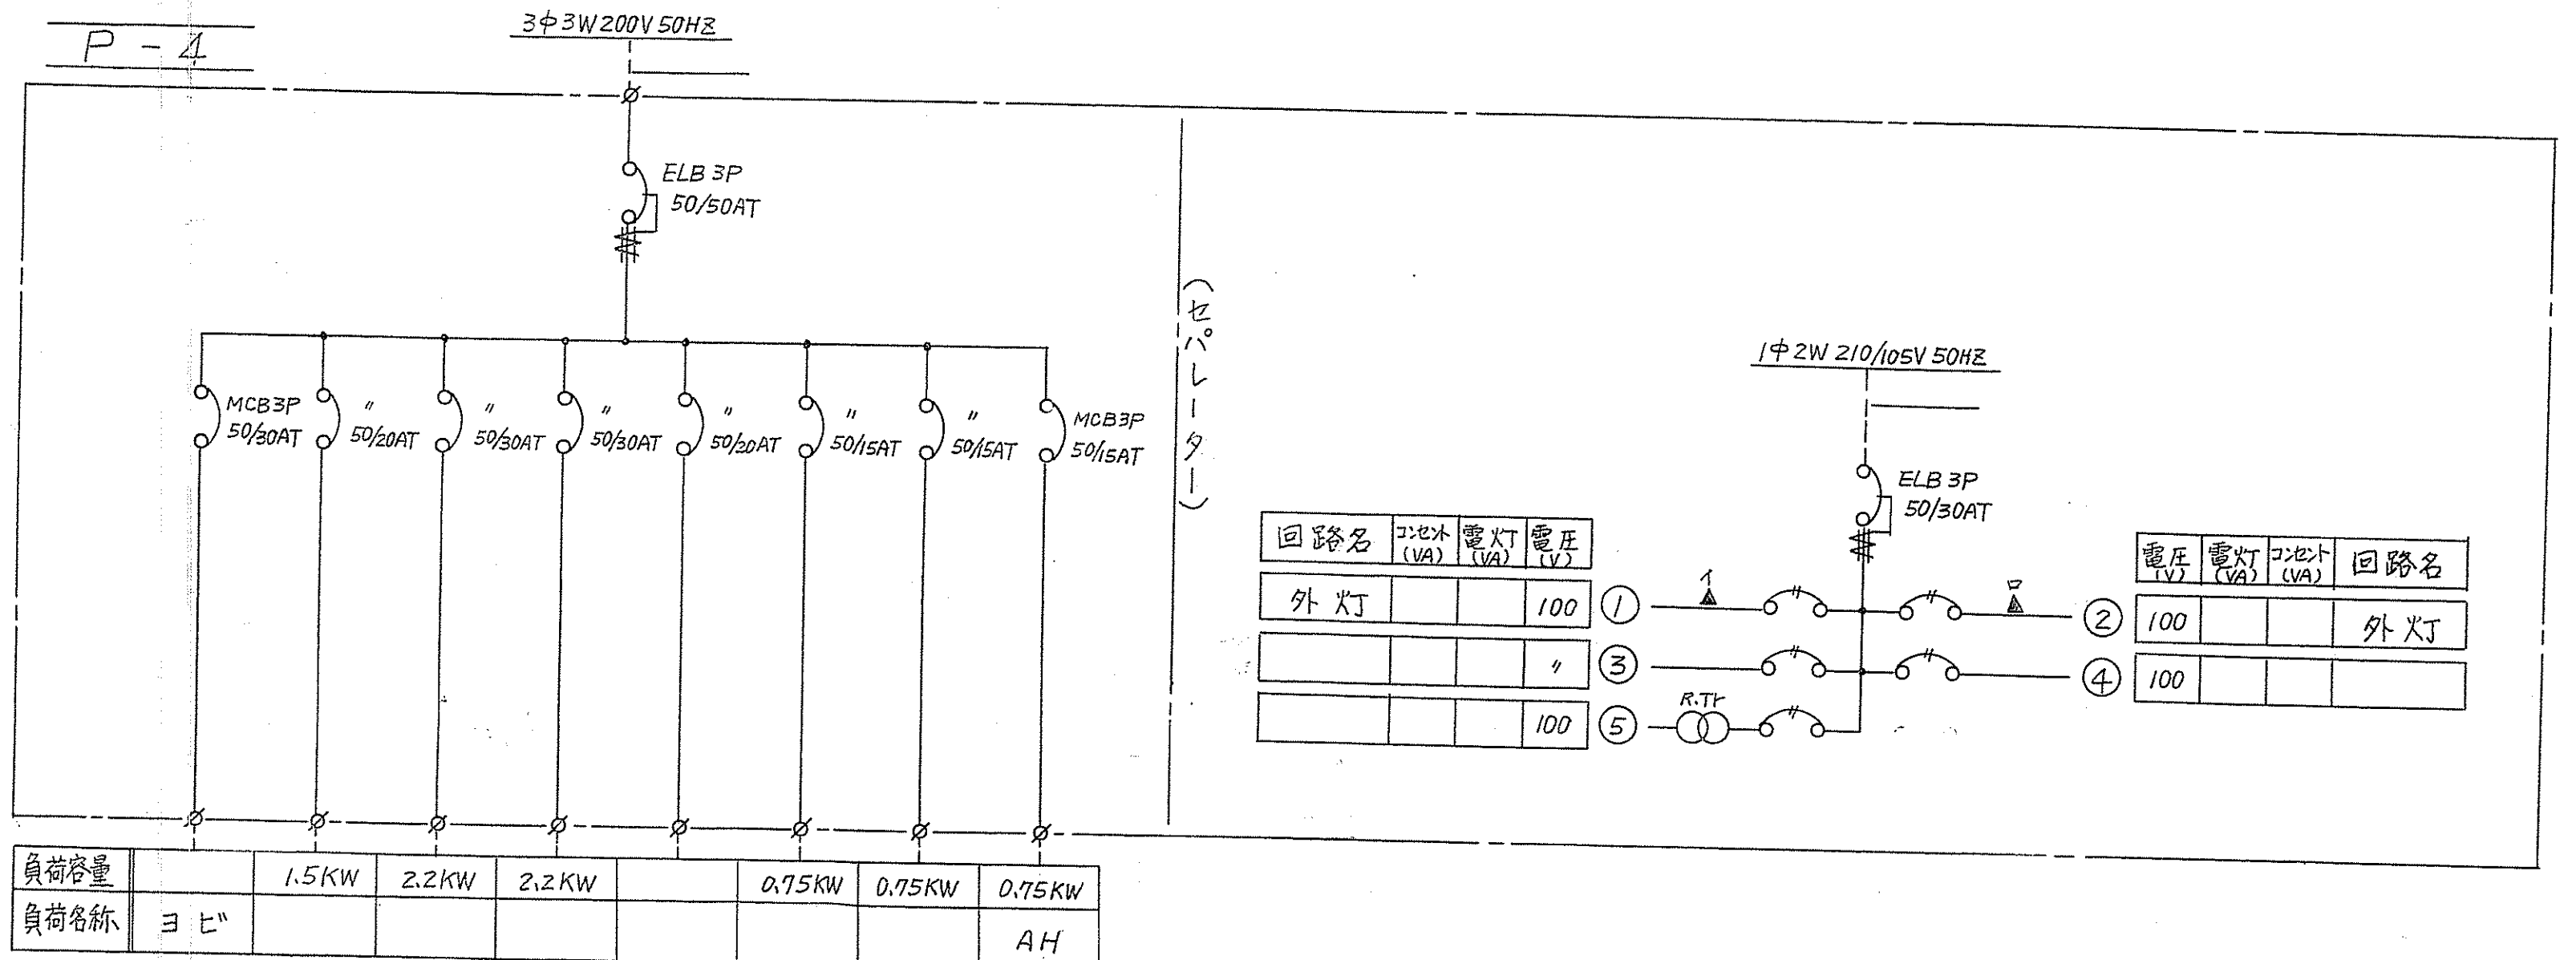 P - 4
3φ3W200V50HZ
ELB 3P
50/50AT
MCB3P
50/30AT
〃
50/20AT
〃
50/30AT
〃
50/30AT
〃
50/20AT
〃
50/15AT
〃
50/15AT
MCB3P
50/15AT
負荷容量 1.5KW 2.2KW 2.2KW 0.75KW 0.75KW 0.75KW
負荷名称 ヨビ AH
(セパレーター)
1φ2W 210/105V 50HZ
ELB 3P
50/30AT
回路名 コンセント(VA) 電灯(VA) 電圧(V)
外灯 100 ① イ
〃 ③
100 ⑤ R.Tr
電圧(V) 電灯(VA) コンセント(VA) 回路名
ロ ② 100 外灯
④ 100